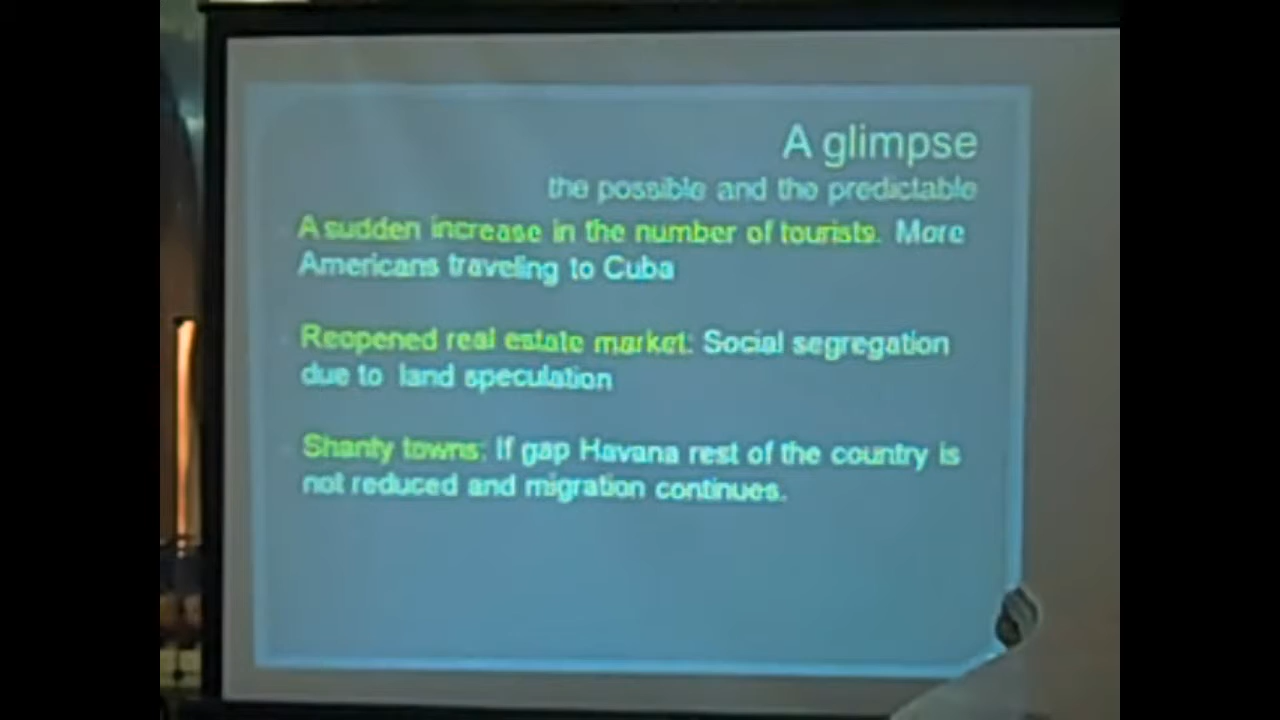 A glimpse
the possible and the predictable
A sudden increase in the number of tourists. More
Americans traveling to Cuba
Reopened real estate market: Social segregation
due to land speculation
Shanty towns: If gap Havana rest of the country is
not reduced and migration continues.